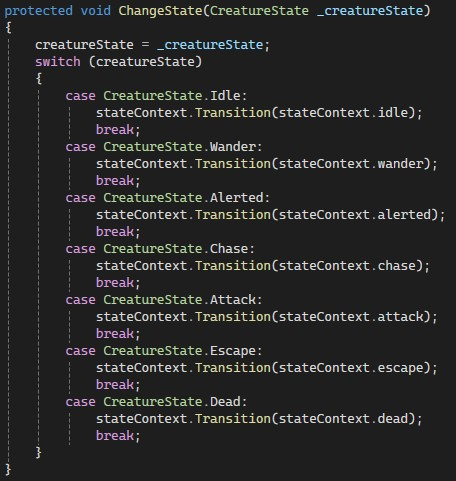 protected void ChangeState(CreatureState _creatureState)
{
    creatureState = _creatureState;
    switch (creatureState)
    {
        case CreatureState.Idle:
            stateContext.Transition(stateContext.idle);
            break;
        case CreatureState.Wander:
            stateContext.Transition(stateContext.wander);
            break;
        case CreatureState.Alerted:
            stateContext.Transition(stateContext.alerted);
            break;
        case CreatureState.Chase:
            stateContext.Transition(stateContext.chase);
            break;
        case CreatureState.Attack:
            stateContext.Transition(stateContext.attack);
            break;
        case CreatureState.Escape:
            stateContext.Transition(stateContext.escape);
            break;
        case CreatureState.Dead:
            stateContext.Transition(stateContext.dead);
            break;
    }
}